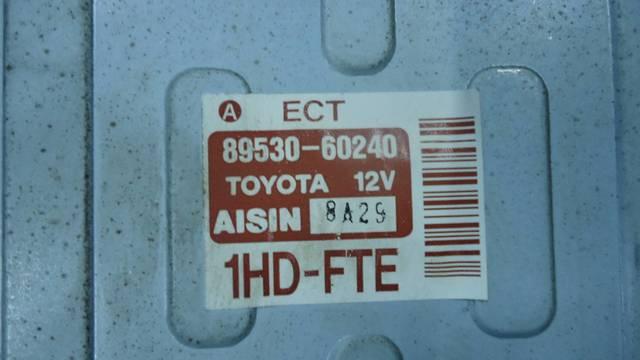 A ECT
89530-60240
TOYOTA 12V
AISIN 8A29
1HD-FTE